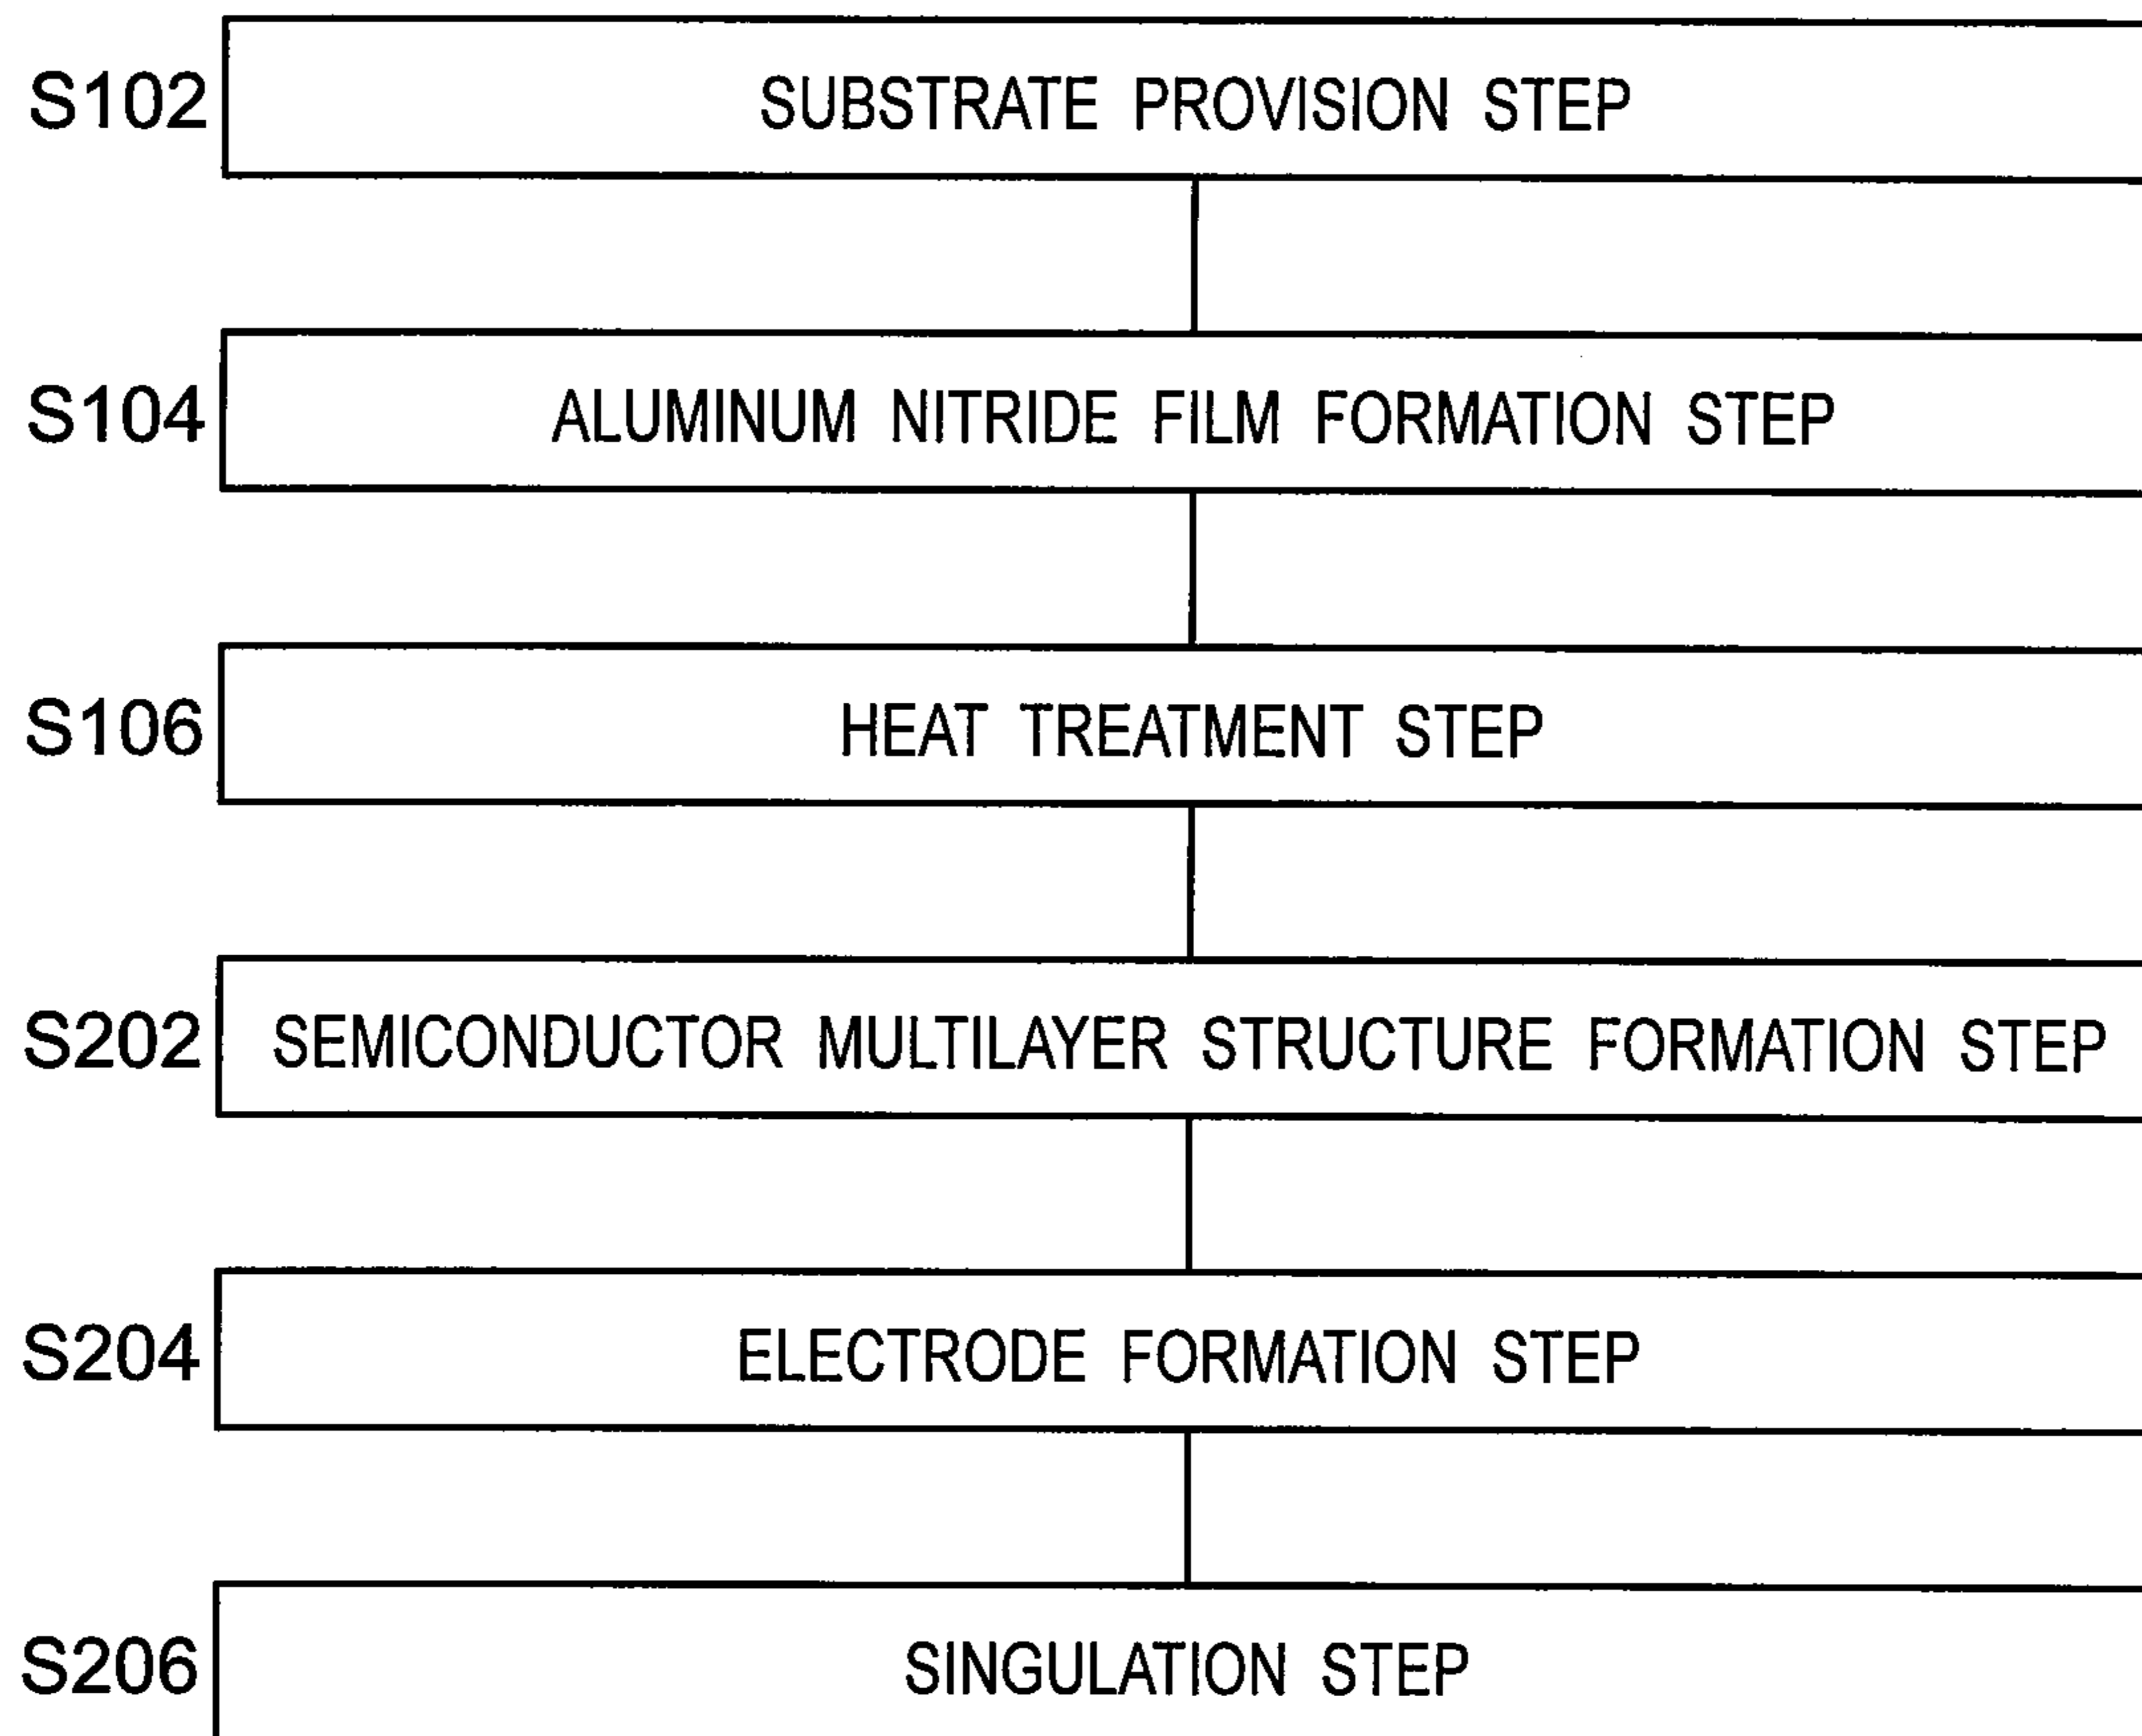 S102 SUBSTRATE PROVISION STEP
S104 ALUMINUM NITRIDE FILM FORMATION STEP
S106 HEAT TREATMENT STEP
S202 SEMICONDUCTOR MULTILAYER STRUCTURE FORMATION STEP
S204 ELECTRODE FORMATION STEP
S206 SINGULATION STEP